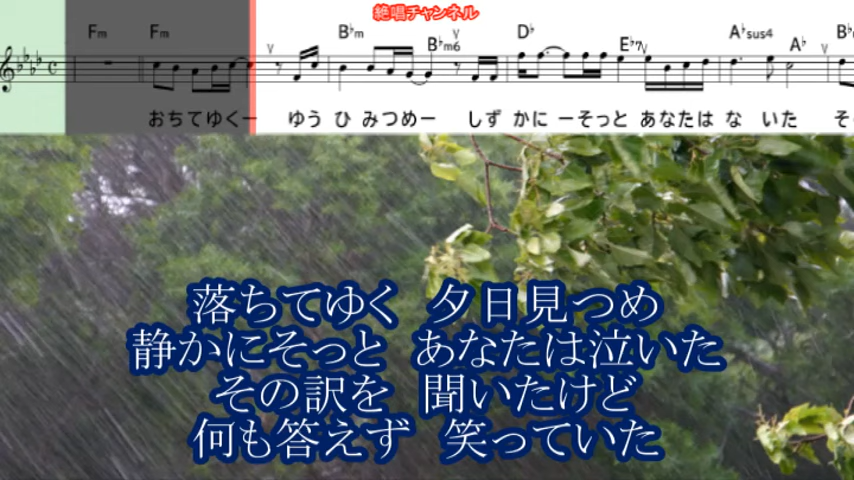 絶唱チャンネル
Fm Fm B♭m B♭m6 D♭ E♭7 A♭sus4 A♭
おちてゆくー ゆう ひ みつめー しず かに ーそっと あなたは な いた
落ちてゆく 夕日見つめ
静かにそっと あなたは泣いた
その訳を 聞いたけど
何も答えず 笑っていた